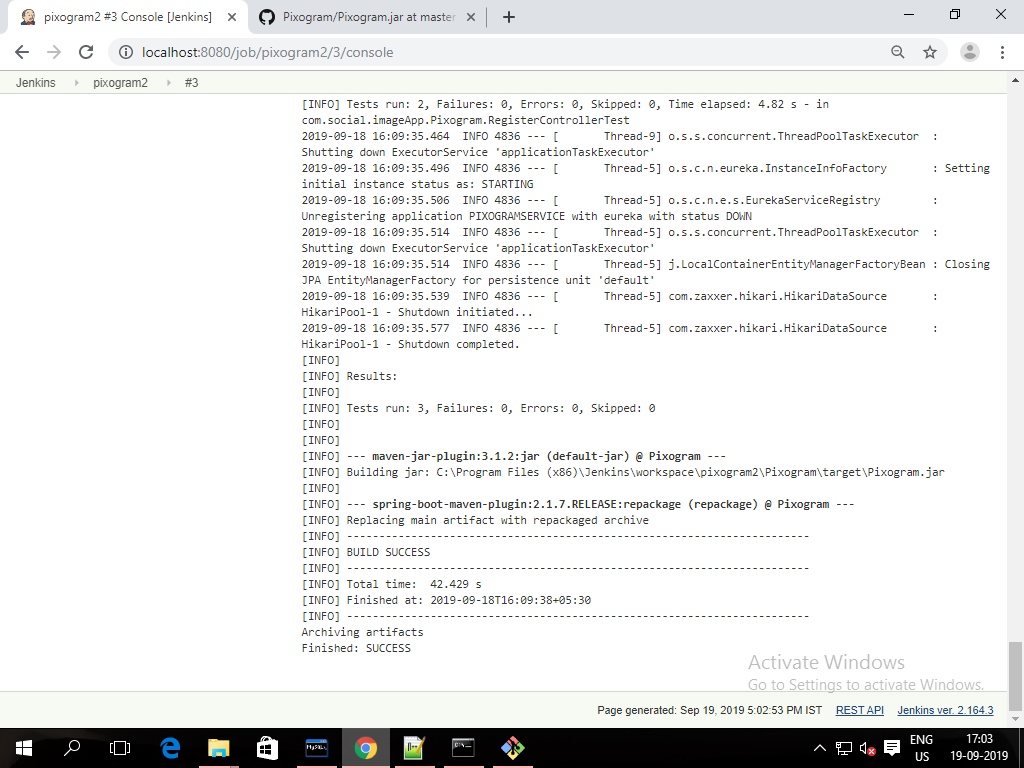 pixogram2 #3 Console [Jenkins]
Pixogram/Pixogram.jar at master
localhost:8080/job/pixogram2/3/console
Jenkins pixogram2 #3
[INFO] Tests run: 2, Failures: 0, Errors: 0, Skipped: 0, Time elapsed: 4.82 s - in
com.social.imageApp.Pixogram.RegisterControllerTest
2019-09-18 16:09:35.464  INFO 4836 --- [       Thread-9] o.s.s.concurrent.ThreadPoolTaskExecutor  :
Shutting down ExecutorService 'applicationTaskExecutor'
2019-09-18 16:09:35.496  INFO 4836 --- [       Thread-5] o.s.c.n.eureka.InstanceInfoFactory       : Setting
initial instance status as: STARTING
2019-09-18 16:09:35.506  INFO 4836 --- [       Thread-5] o.s.c.n.e.s.EurekaServiceRegistry        :
Unregistering application PIXOGRAMSERVICE with eureka with status DOWN
2019-09-18 16:09:35.514  INFO 4836 --- [       Thread-5] o.s.s.concurrent.ThreadPoolTaskExecutor  :
Shutting down ExecutorService 'applicationTaskExecutor'
2019-09-18 16:09:35.514  INFO 4836 --- [       Thread-5] j.LocalContainerEntityManagerFactoryBean : Closing
JPA EntityManagerFactory for persistence unit 'default'
2019-09-18 16:09:35.539  INFO 4836 --- [       Thread-5] com.zaxxer.hikari.HikariDataSource       :
HikariPool-1 - Shutdown initiated...
2019-09-18 16:09:35.577  INFO 4836 --- [       Thread-5] com.zaxxer.hikari.HikariDataSource       :
HikariPool-1 - Shutdown completed.
[INFO]
[INFO] Results:
[INFO]
[INFO] Tests run: 3, Failures: 0, Errors: 0, Skipped: 0
[INFO]
[INFO]
[INFO] --- maven-jar-plugin:3.1.2:jar (default-jar) @ Pixogram ---
[INFO] Building jar: C:\Program Files (x86)\Jenkins\workspace\pixogram2\Pixogram\target\Pixogram.jar
[INFO]
[INFO] --- spring-boot-maven-plugin:2.1.7.RELEASE:repackage (repackage) @ Pixogram ---
[INFO] Replacing main artifact with repackaged archive
[INFO] ------------------------------------------------------------------------
[INFO] BUILD SUCCESS
[INFO] ------------------------------------------------------------------------
[INFO] Total time:  42.429 s
[INFO] Finished at: 2019-09-18T16:09:38+05:30
[INFO] ------------------------------------------------------------------------
Archiving artifacts
Finished: SUCCESS
Activate Windows
Go to Settings to activate Windows.
Page generated: Sep 19, 2019 5:02:53 PM IST REST API Jenkins ver. 2.164.3
MySQL
ENG 17:03
US 19-09-2019